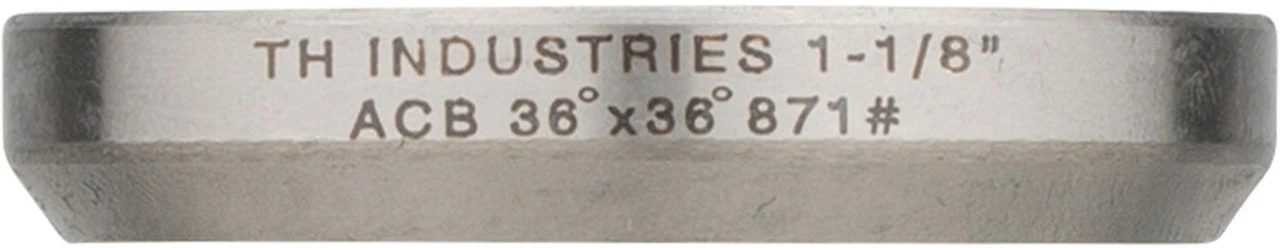 TH INDUSTRIES 1-1/8"
ACB 36°x36° 871#